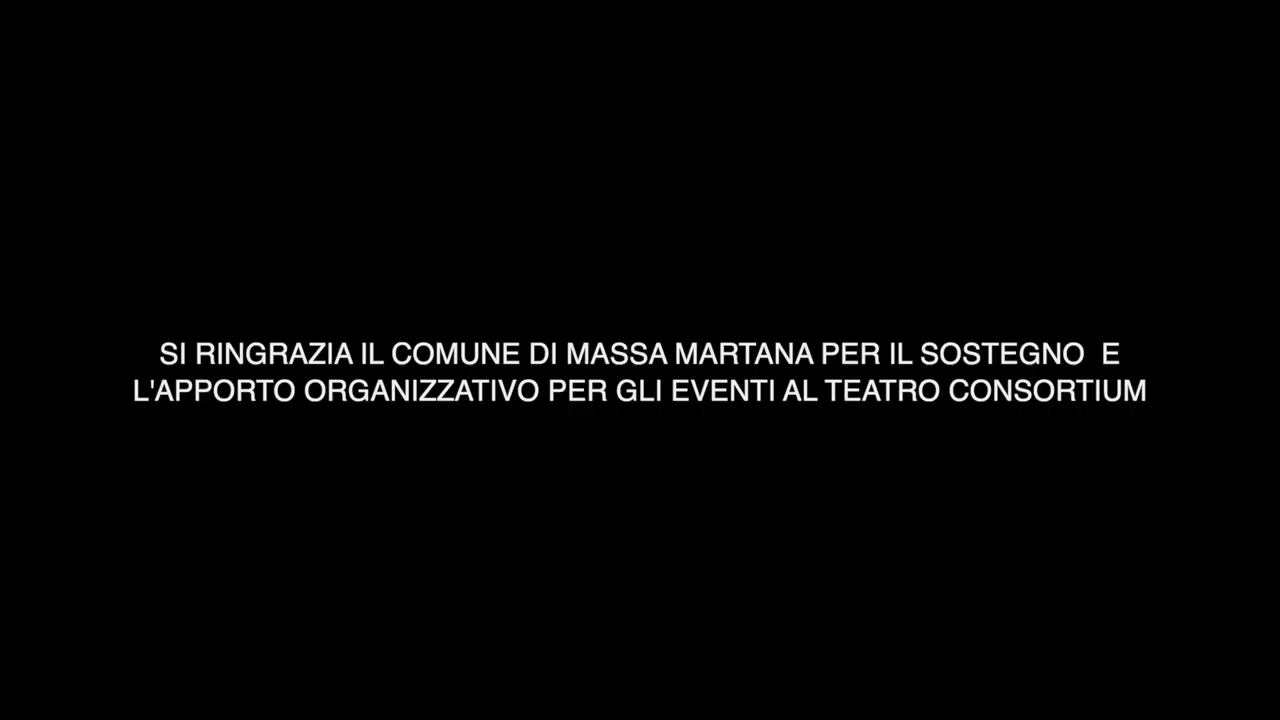 SI RINGRAZIA IL COMUNE DI MASSA MARTANA PER IL SOSTEGNO  E
L'APPORTO ORGANIZZATIVO PER GLI EVENTI AL TEATRO CONSORTIUM